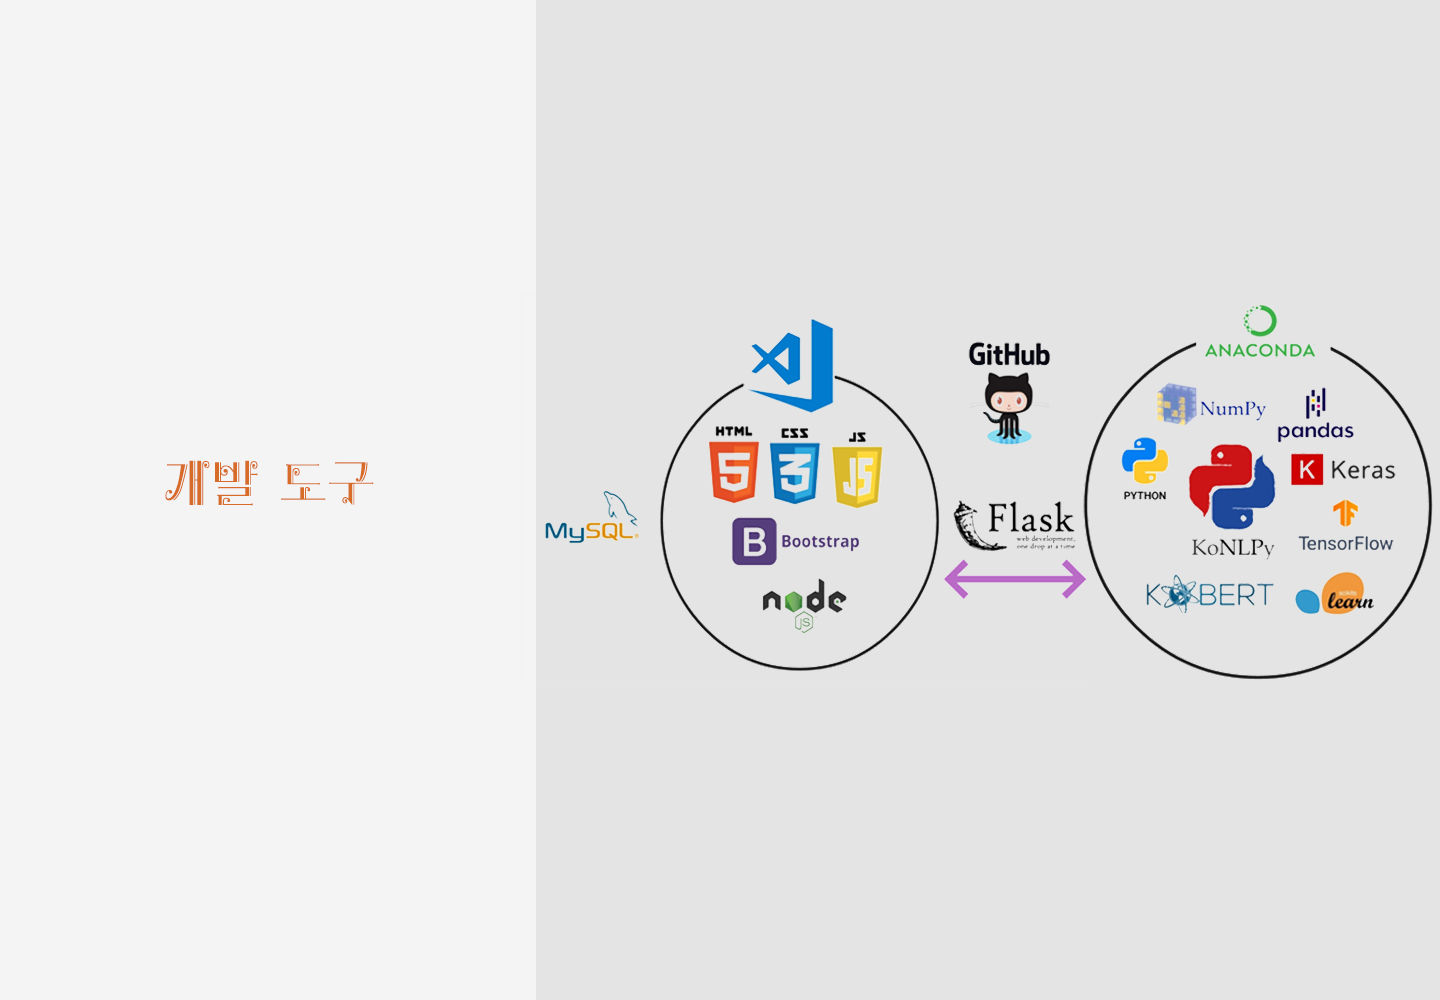 개발 도구
MySQL
HTML
CSS
JS
5
3
JS
B Bootstrap
node
JS
GitHub
Flask
web development,
one drop at a time
ANACONDA
NumPy
pandas
PYTHON
K Keras
KoNLPy
TensorFlow
KOBERT
learn